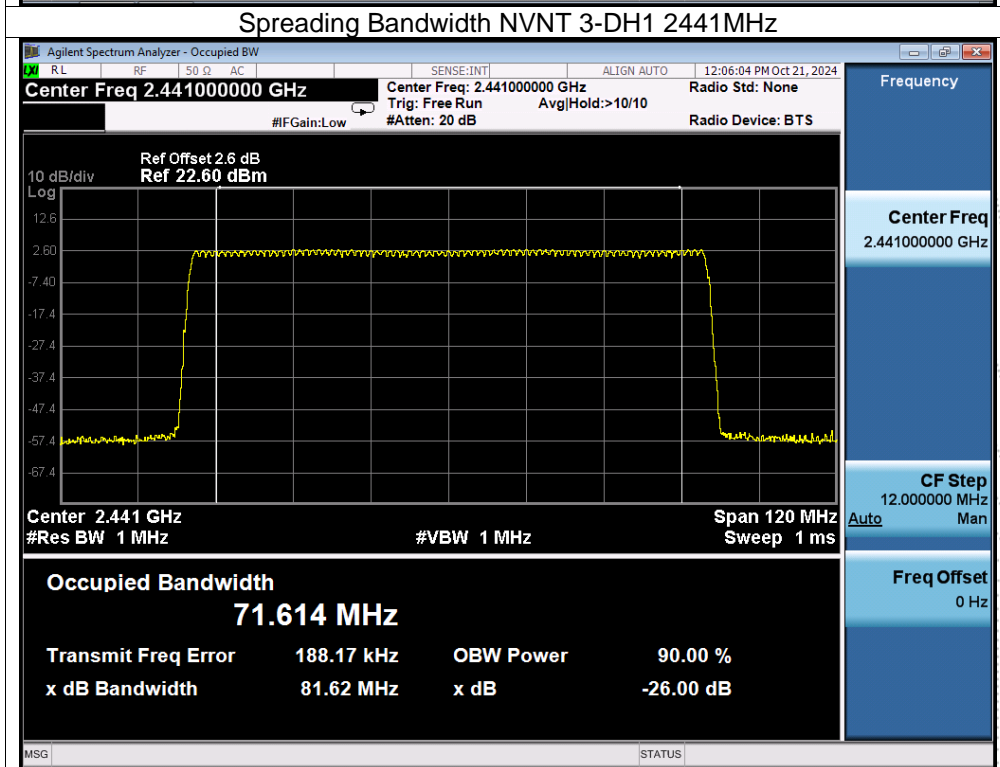 Spreading Bandwidth NVNT 3-DH1 2441MHz
Agilent Spectrum Analyzer - Occupied BW
LXI RL RF 50 Ω AC SENSE:INT ALIGN AUTO 12:06:04 PM Oct 21, 2024
Center Freq 2.441000000 GHz
Center Freq: 2.441000000 GHz
Radio Std: None
Trig: Free Run Avg|Hold:>10/10
#IFGain:Low
#Atten: 20 dB
Radio Device: BTS
Frequency
Ref Offset 2.6 dB
10 dB/div Ref 22.60 dBm
Log
12.6
2.60
-7.40
-17.4
-27.4
-37.4
-47.4
-57.4
-67.4
Center 2.441 GHz Span 120 MHz
#Res BW 1 MHz #VBW 1 MHz Sweep 1 ms
Center Freq
2.441000000 GHz
CF Step
12.000000 MHz
Auto Man
Freq Offset
0 Hz
Occupied Bandwidth
71.614 MHz
Transmit Freq Error 188.17 kHz OBW Power 90.00 %
x dB Bandwidth 81.62 MHz x dB -26.00 dB
MSG STATUS